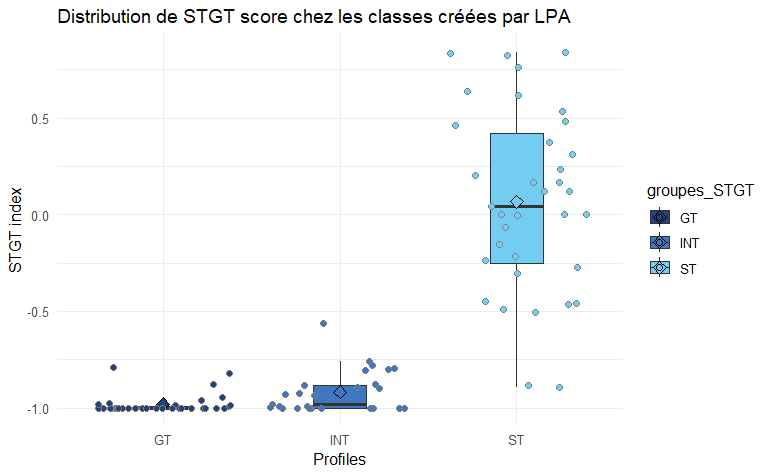 Distribution de STGT score chez les classes créées par LPA
STGT index
0.5
0.0
-0.5
-1.0
GT
INT
ST
Profiles
groupes_STGT
GT
INT
ST